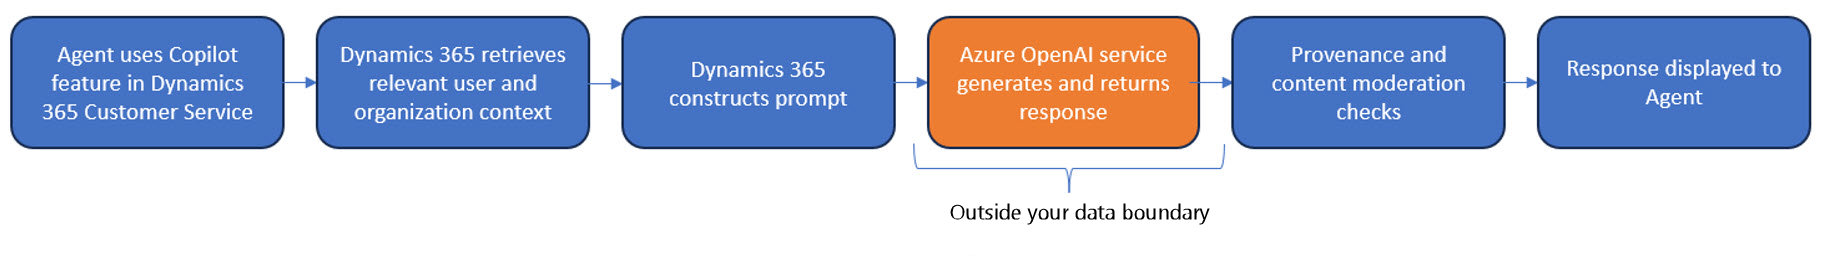 Agent uses Copilot
feature in Dynamics
365 Customer Service
Dynamics 365 retrieves
relevant user and
organization context
Dynamics 365
constructs prompt
Azure OpenAI service
generates and returns
response
Provenance and
content moderation
checks
Response displayed to
Agent
Outside your data boundary